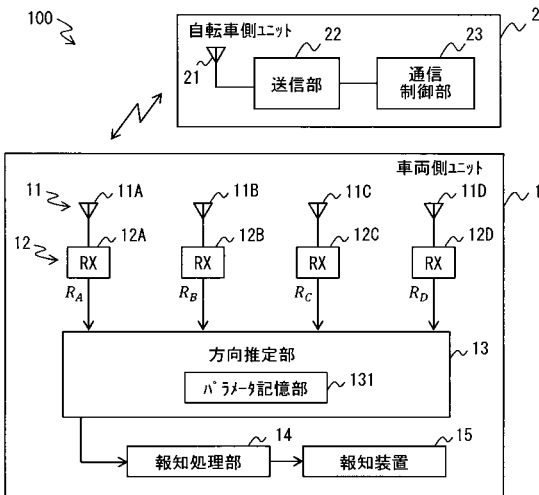 100
2
自転車側ユニット
21
22
送信部
23
通信
制御部
1
車両側ユニット
11
11A
11B
11C
11D
12
12A
12B
12C
12D
RX
RX
RX
RX
R_A
R_B
R_C
R_D
方向推定部
13
パラメータ記憶部
131
14
報知処理部
15
報知装置